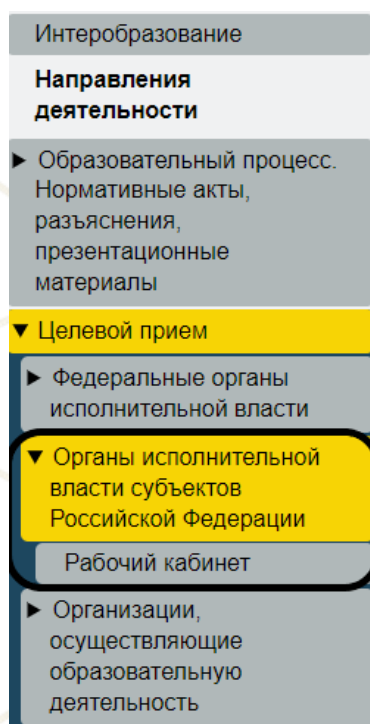 Интеробразование
Направления
деятельности
► Образовательный процесс.
Нормативные акты,
разъяснения,
презентационные
материалы
▼ Целевой прием
► Федеральные органы
исполнительной власти
▼ Органы исполнительной
власти субъектов
Российской Федерации
Рабочий кабинет
► Организации,
осуществляющие
образовательную
деятельность